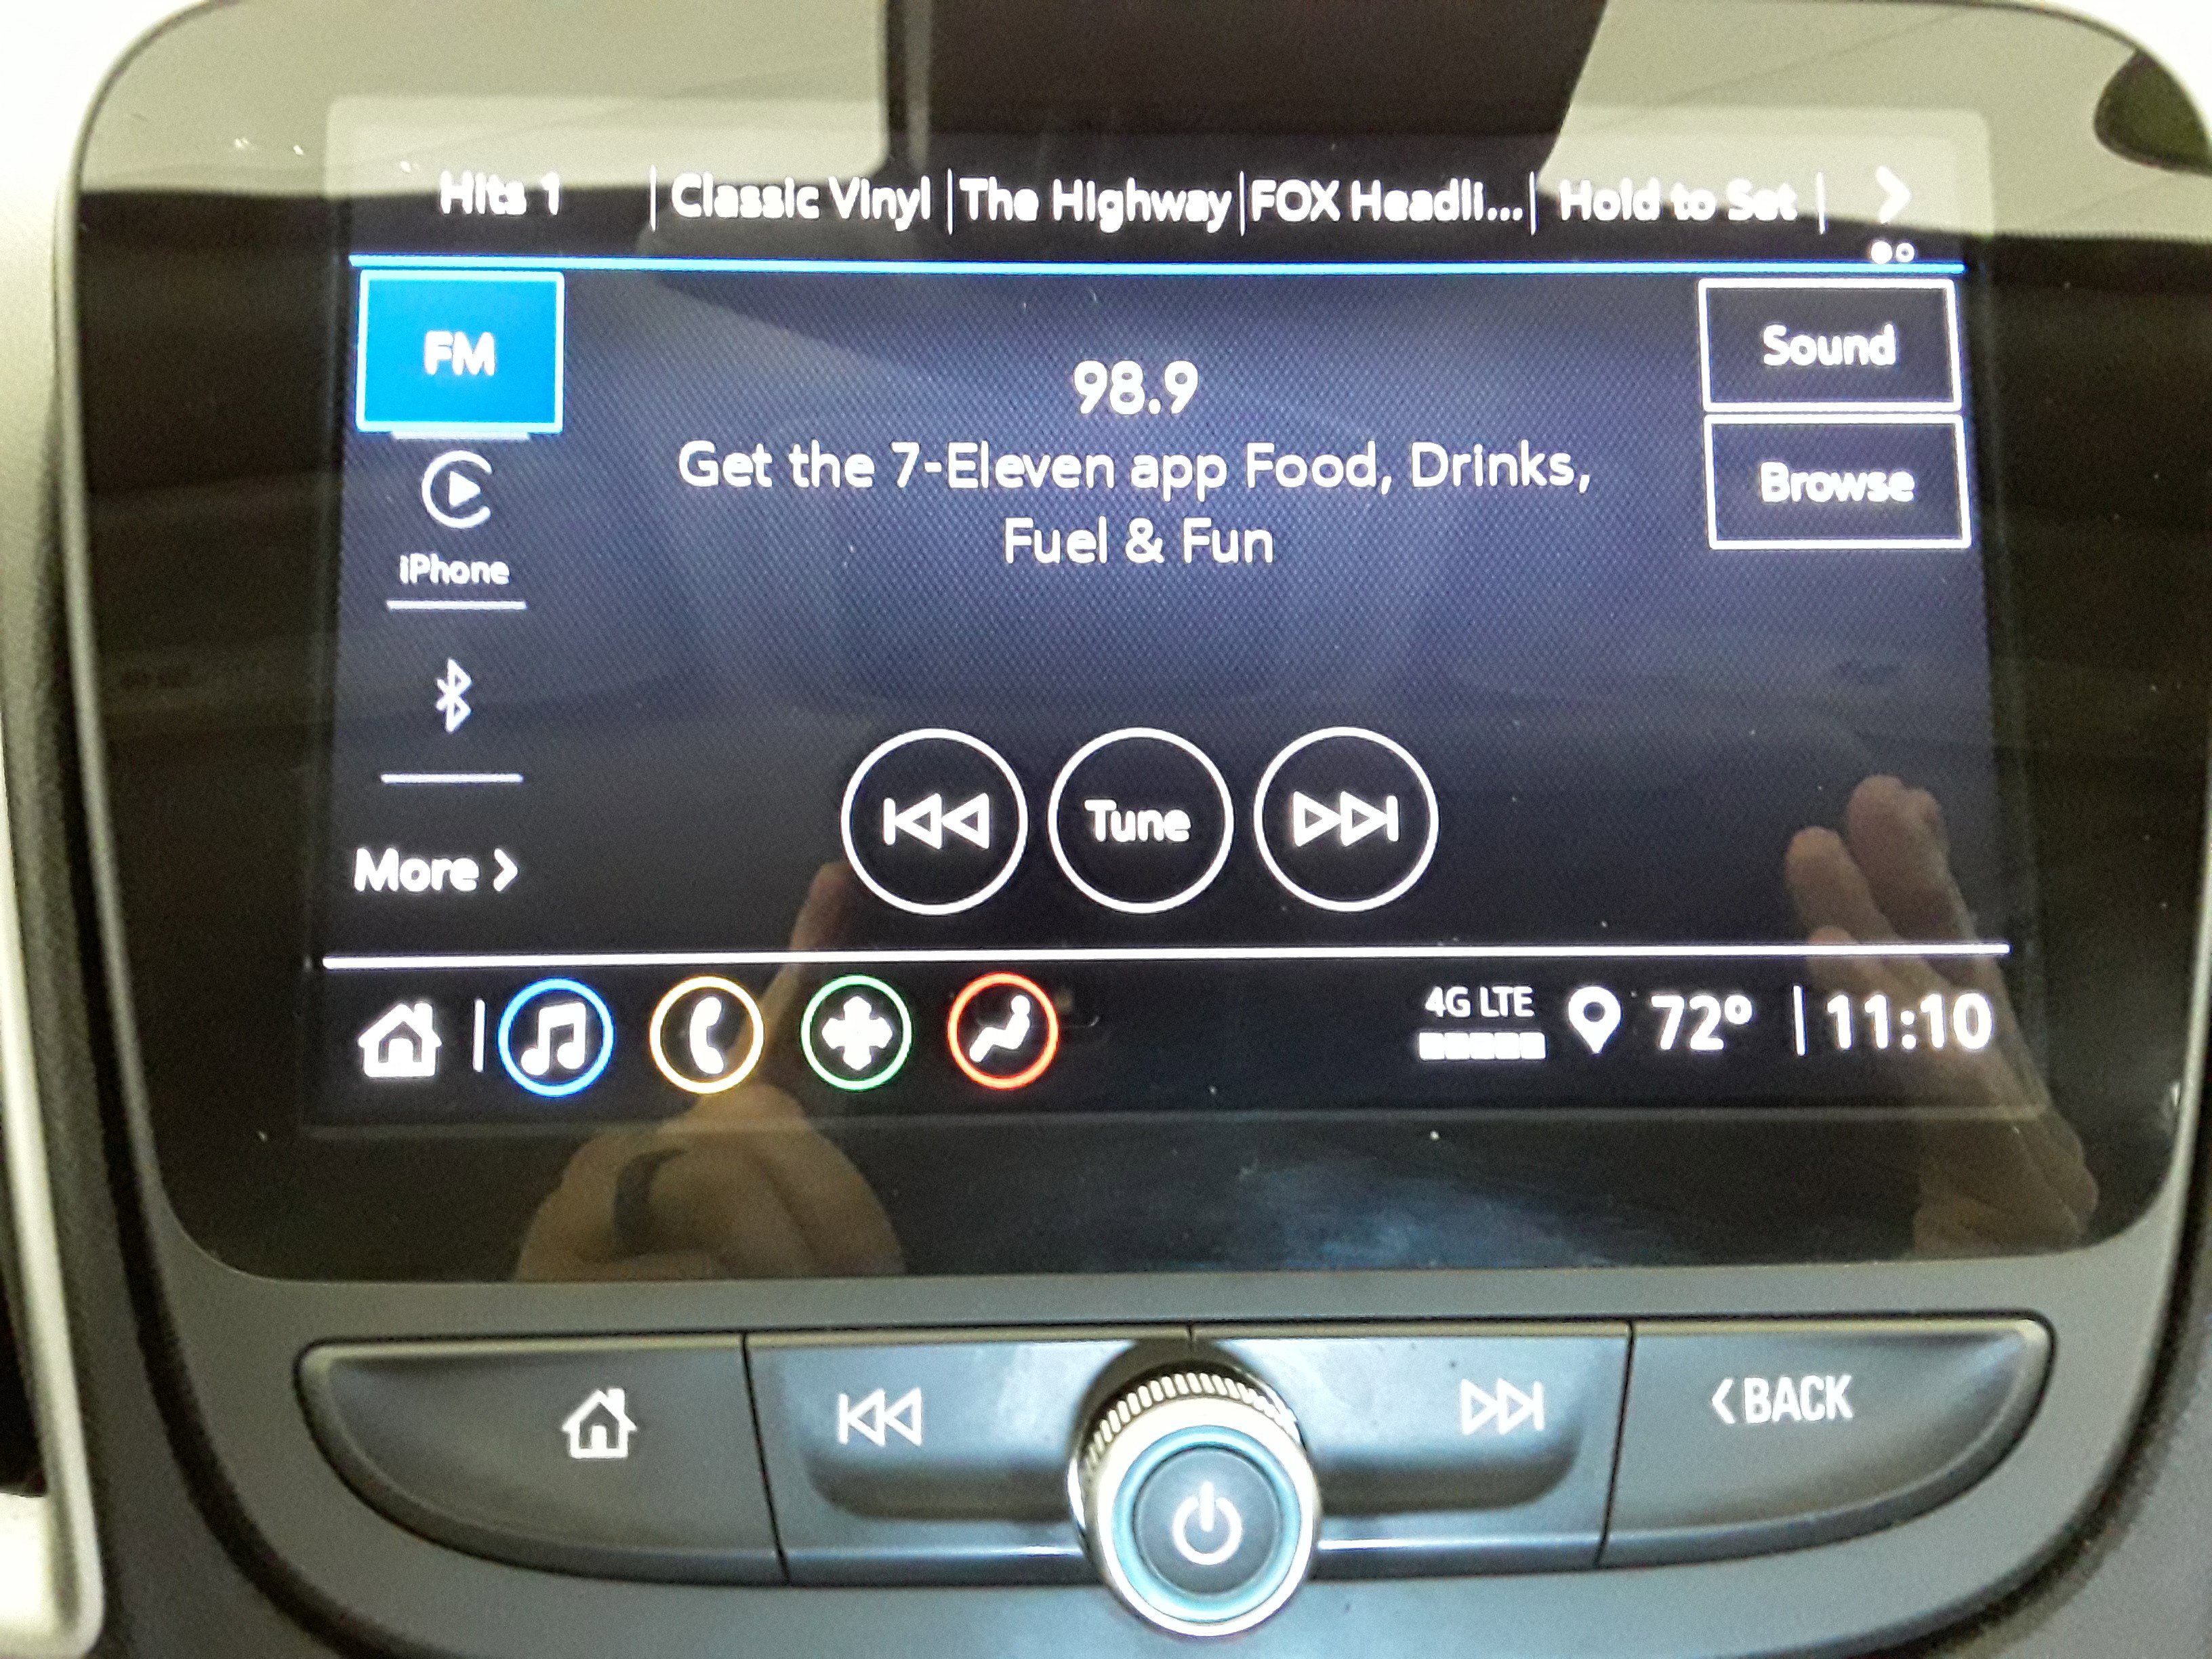 Hits 1 | Classic Vinyl | The Highway | FOX Headli... | Hold to Set |
FM
98.9
Sound
Get the 7-Eleven app Food, Drinks,
Fuel & Fun
Browse
iPhone
Tune
More >
4G LTE
72° | 11:10
< BACK